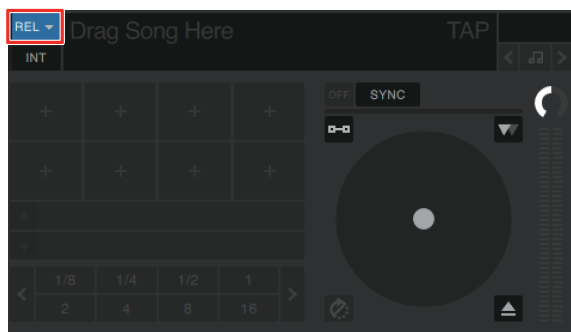 REL Drag Song Here TAP
INT
OFF SYNC
1/8 1/4 1/2 1
2 4 8 16